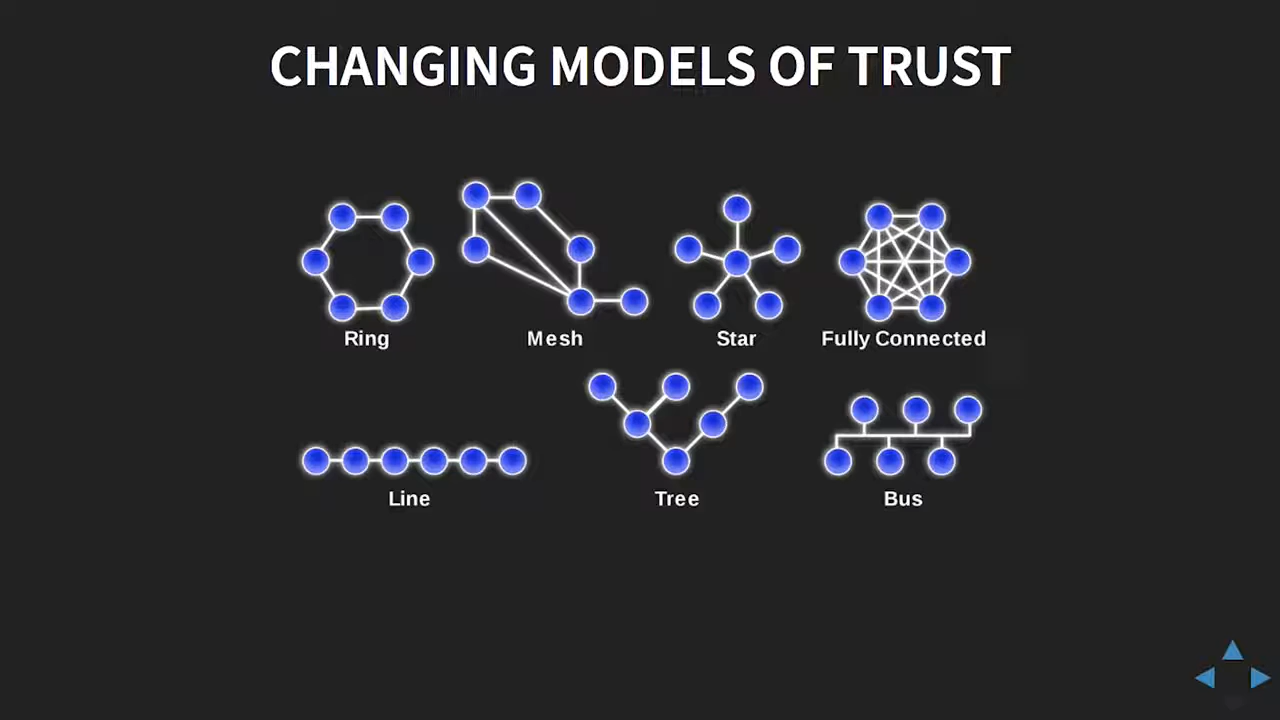 CHANGING MODELS OF TRUST
Ring
Mesh
Star
Fully Connected
Line
Tree
Bus